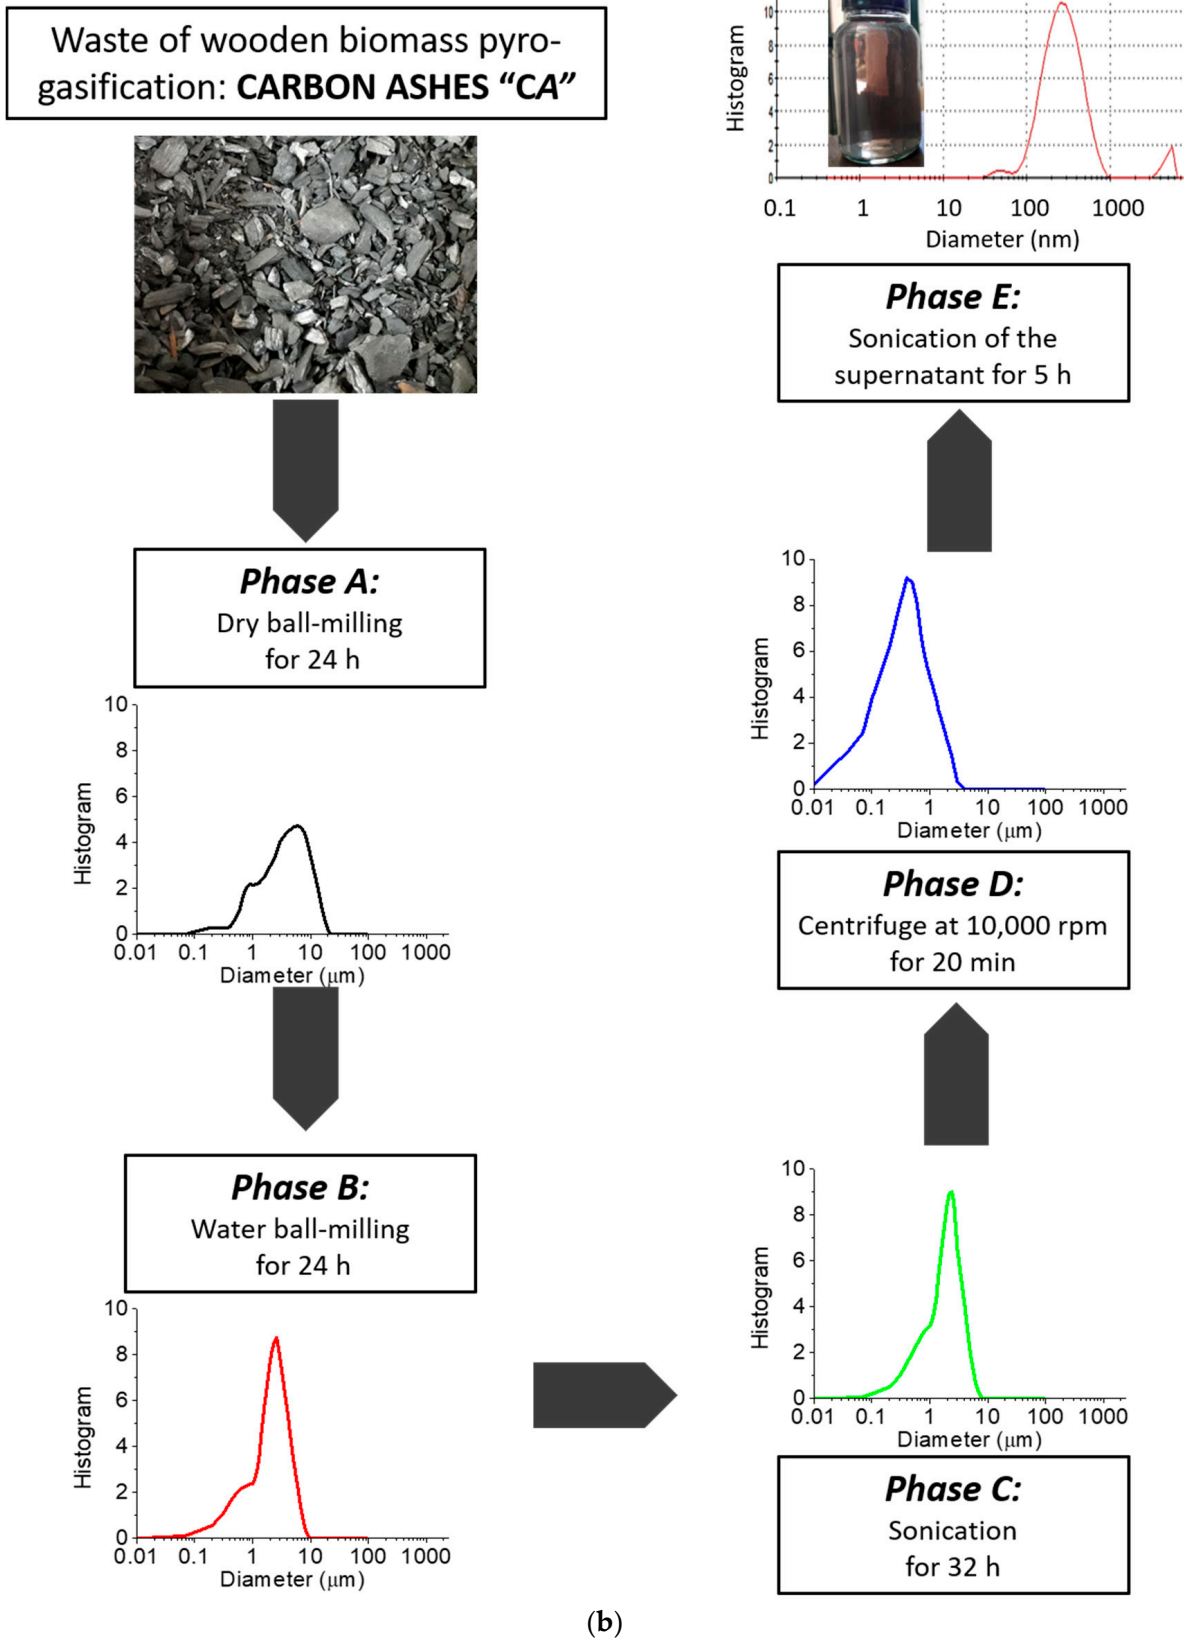 Waste of wooden biomass pyro-
gasification: CARBON ASHES “CA”
Phase A:
Dry ball-milling
for 24 h
10
8
6
4
2
0
Histogram
0.01 0.1 1 10 100 1000
Diameter (μm)
Phase B:
Water ball-milling
for 24 h
10
8
6
4
2
0
Histogram
0.01 0.1 1 10 100 1000
Diameter (μm)
10
8
6
4
2
0
Histogram
0.01 0.1 1 10 100 1000
Diameter (μm)
Phase C:
Sonication
for 32 h
10
8
6
4
2
0
Histogram
0.01 0.1 1 10 100 1000
Diameter (μm)
Phase D:
Centrifuge at 10,000 rpm
for 20 min
10
8
6
4
2
0
Histogram
0.1 1 10 100 1000
Diameter (nm)
Phase E:
Sonication of the
supernatant for 5 h
(b)